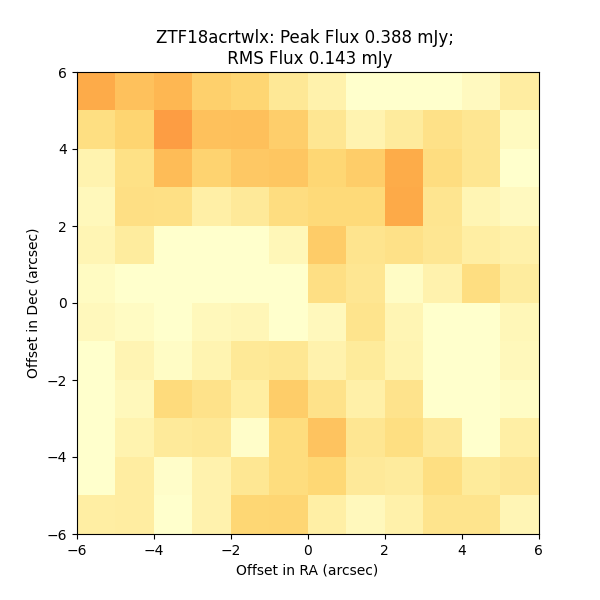 ZTF18acrtwlx: Peak Flux 0.388 mJy;
RMS Flux 0.143 mJy
6
4
2
0
−2
−4
−6
Offset in Dec (arcsec)
−6 −4 −2 0 2 4 6
Offset in RA (arcsec)